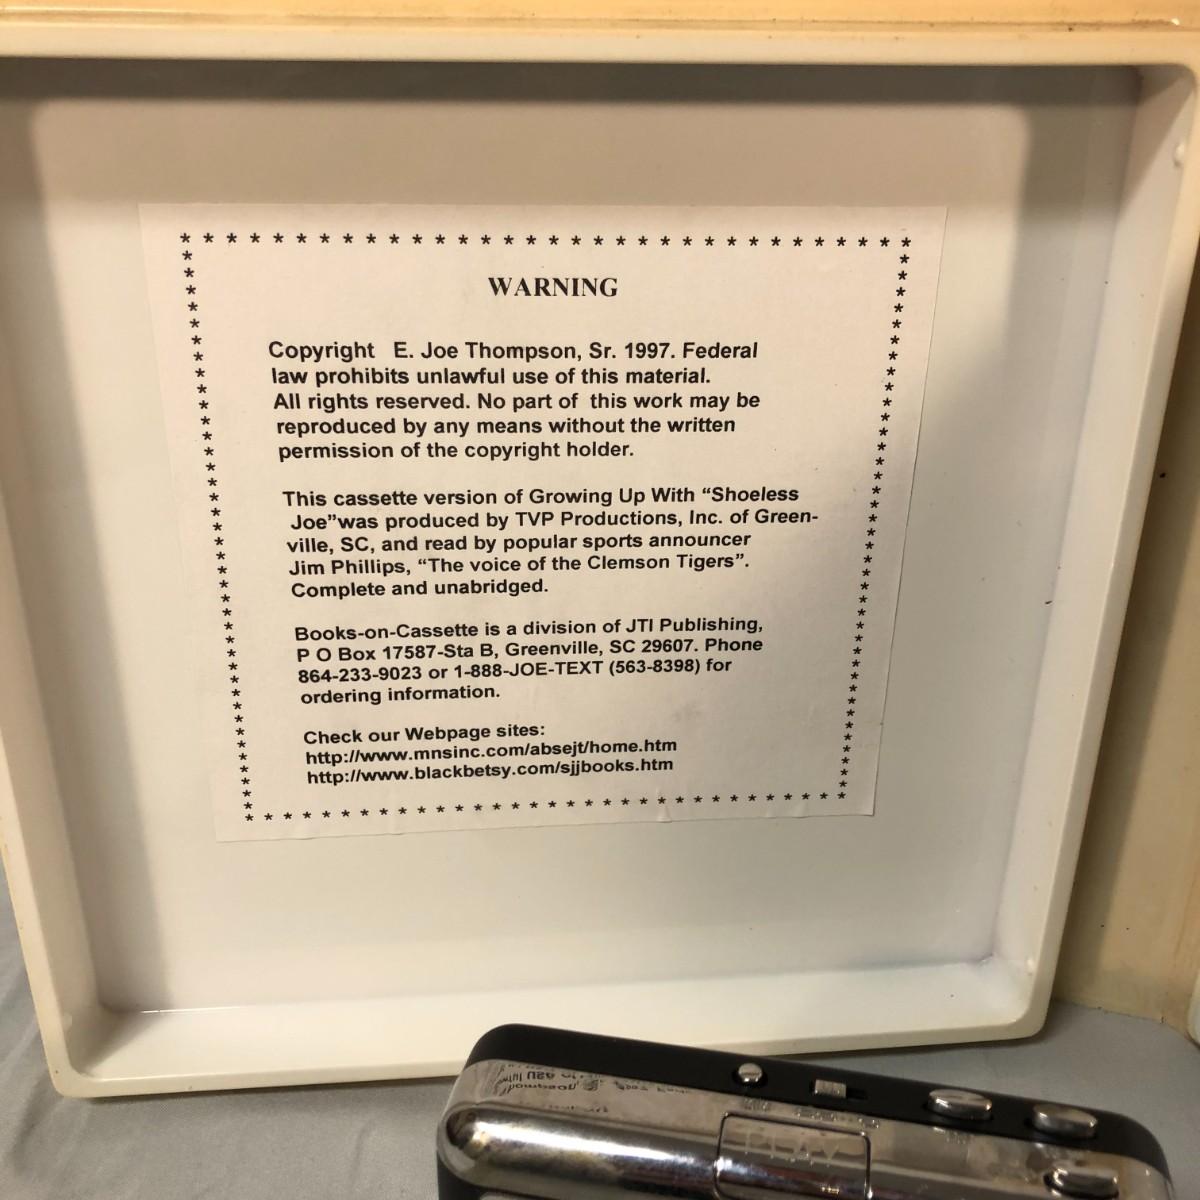 WARNING
Copyright E. Joe Thompson, Sr. 1997. Federal
law prohibits unlawful use of this material.
All rights reserved. No part of this work may be
reproduced by any means without the written
permission of the copyright holder.
This cassette version of Growing Up With “Shoeless
Joe”was produced by TVP Productions, Inc. of Green-
ville, SC, and read by popular sports announcer
Jim Phillips, “The voice of the Clemson Tigers”.
Complete and unabridged.
Books-on-Cassette is a division of JTI Publishing,
P O Box 17587-Sta B, Greenville, SC 29607. Phone
864-233-9023 or 1-888-JOE-TEXT (563-8398) for
ordering information.
Check our Webpage sites:
http://www.mnsinc.com/absejt/home.htm
http://www.blackbetsy.com/sjjbooks.htm
PLAY